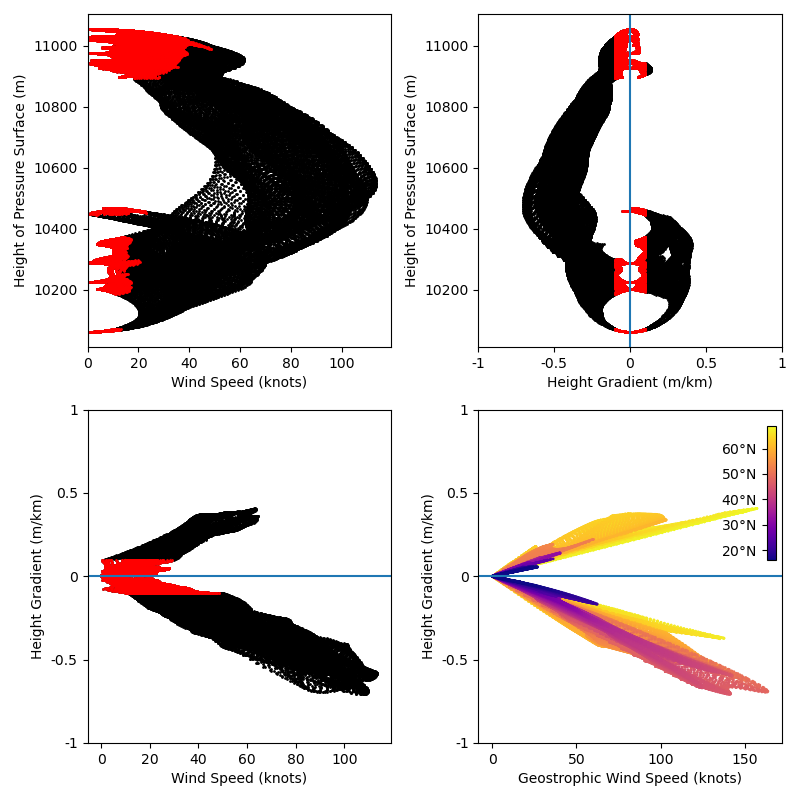 11000
10800
10600
10400
10200
0 20 40 60 80 100
Wind Speed (knots)
Height of Pressure Surface (m)
11000
10800
10600
10400
10200
-1 -0.5 0 0.5 1
Height Gradient (m/km)
Height of Pressure Surface (m)
1
0.5
0
-0.5
-1
0 20 40 60 80 100
Wind Speed (knots)
Height Gradient (m/km)
1
0.5
0
-0.5
-1
0 50 100 150
Geostrophic Wind Speed (knots)
Height Gradient (m/km)
60°N
50°N
40°N
30°N
20°N